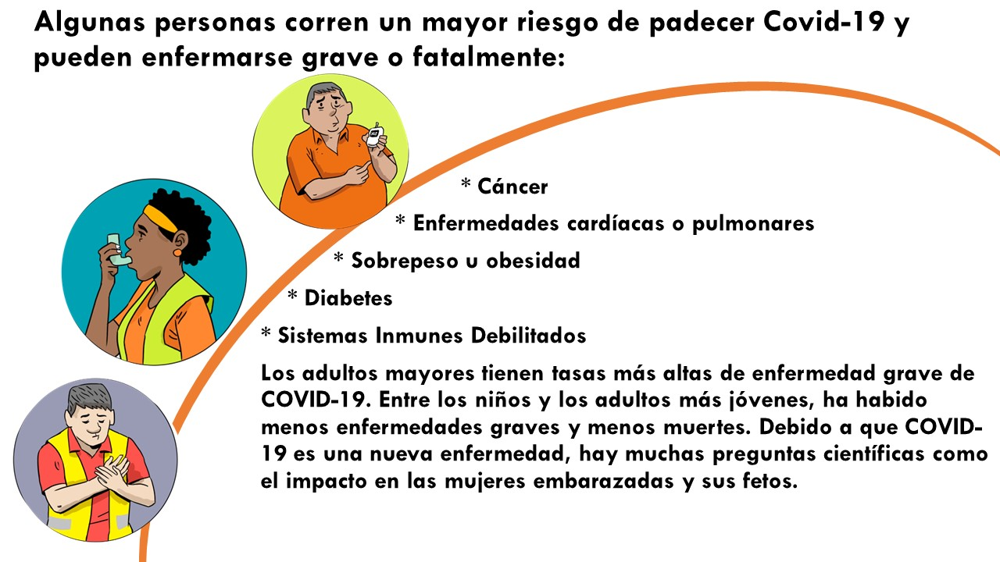 Algunas personas corren un mayor riesgo de padecer Covid-19 y
pueden enfermarse grave o fatalmente:
* Cáncer
* Enfermedades cardíacas o pulmonares
* Sobrepeso u obesidad
* Diabetes
* Sistemas Inmunes Debilitados
Los adultos mayores tienen tasas más altas de enfermedad grave de
COVID-19. Entre los niños y los adultos más jóvenes, ha habido
menos enfermedades graves y menos muertes. Debido a que COVID-
19 es una nueva enfermedad, hay muchas preguntas científicas como
el impacto en las mujeres embarazadas y sus fetos.